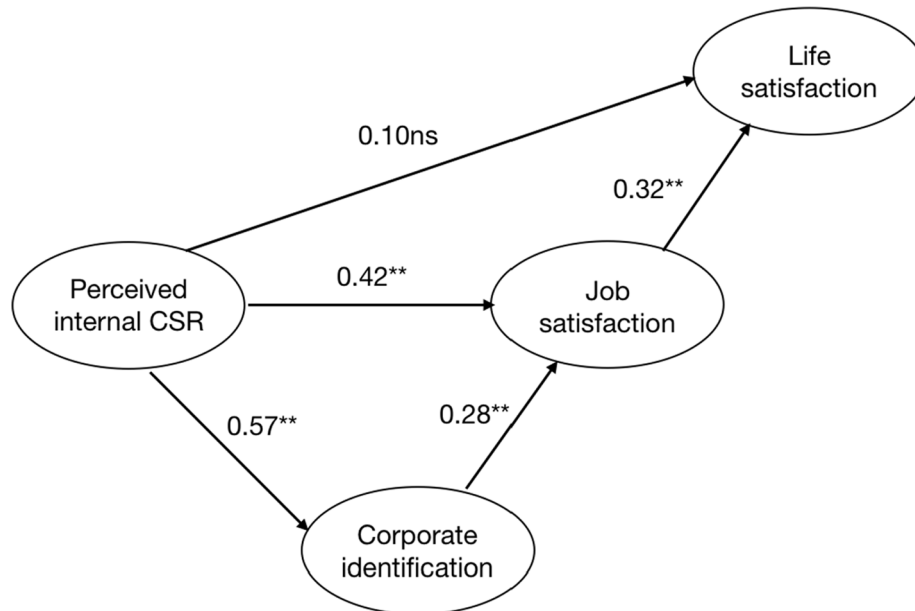 Life
satisfaction
0.10ns
0.32**
Perceived
internal CSR
0.42**
Job
satisfaction
0.57**
0.28**
Corporate
identification